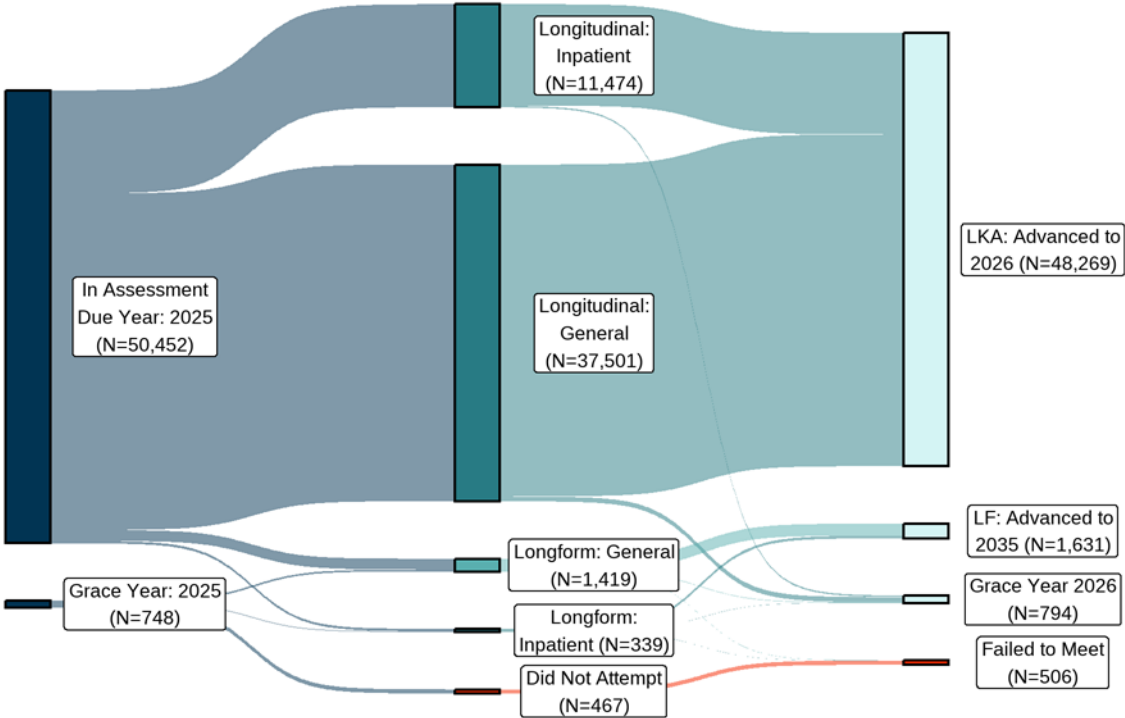 Longitudinal:
Inpatient
(N=11,474)
LKA: Advanced to
2026 (N=48,269)
In Assessment
Due Year: 2025
(N=50,452)
Longitudinal:
General
(N=37,501)
LF: Advanced to
2035 (N=1,631)
Longform: General
(N=1,419)
Grace Year: 2025
(N=748)
Grace Year 2026
(N=794)
Longform:
Inpatient (N=339)
Failed to Meet
(N=506)
Did Not Attempt
(N=467)